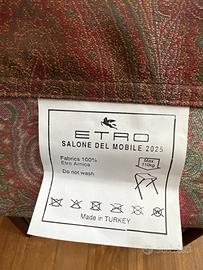 ETRO
SALONE DEL MOBILE 2025
Fabrics 100%
Etro Arnica
Do not wash
Max
110kg
Made in TURKEY